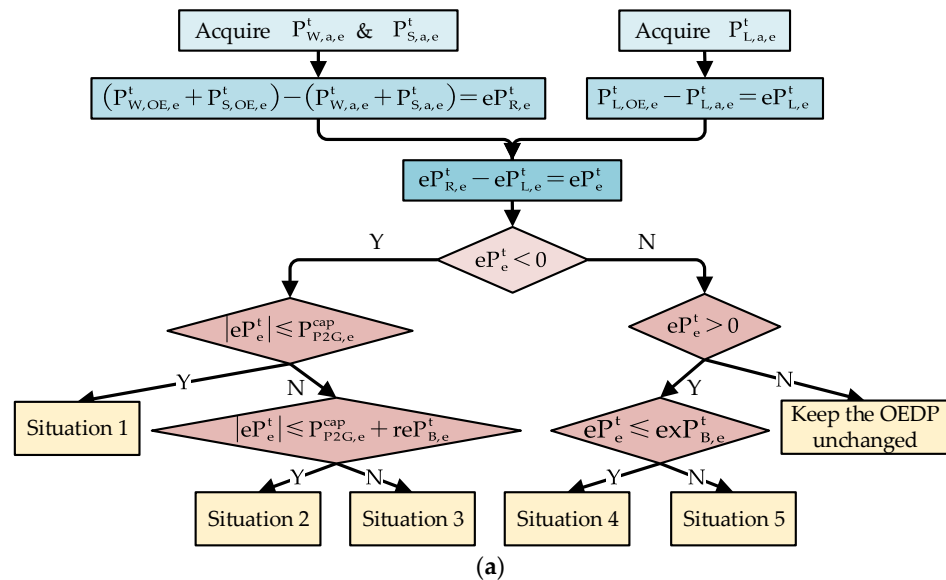 Acquire P^t_{W,a,e} & P^t_{S,a,e}
Acquire P^t_{L,a,e}
(P^t_{W,OE,e} + P^t_{S,OE,e}) − (P^t_{W,a,e} + P^t_{S,a,e}) = eP^t_{R,e}
P^t_{L,OE,e} − P^t_{L,a,e} = eP^t_{L,e}
eP^t_{R,e} − eP^t_{L,e} = eP^t_e
Y
N
eP^t_e < 0
|eP^t_e| ≤ P^{cap}_{P2G,e}
eP^t_e > 0
Y
N
Y
N
Situation 1
|eP^t_e| ≤ P^{cap}_{P2G,e} + reP^t_{B,e}
eP^t_e ≤ exP^t_{B,e}
Keep the OEDP
unchanged
Y
N
Y
N
Situation 2
Situation 3
Situation 4
Situation 5
(a)